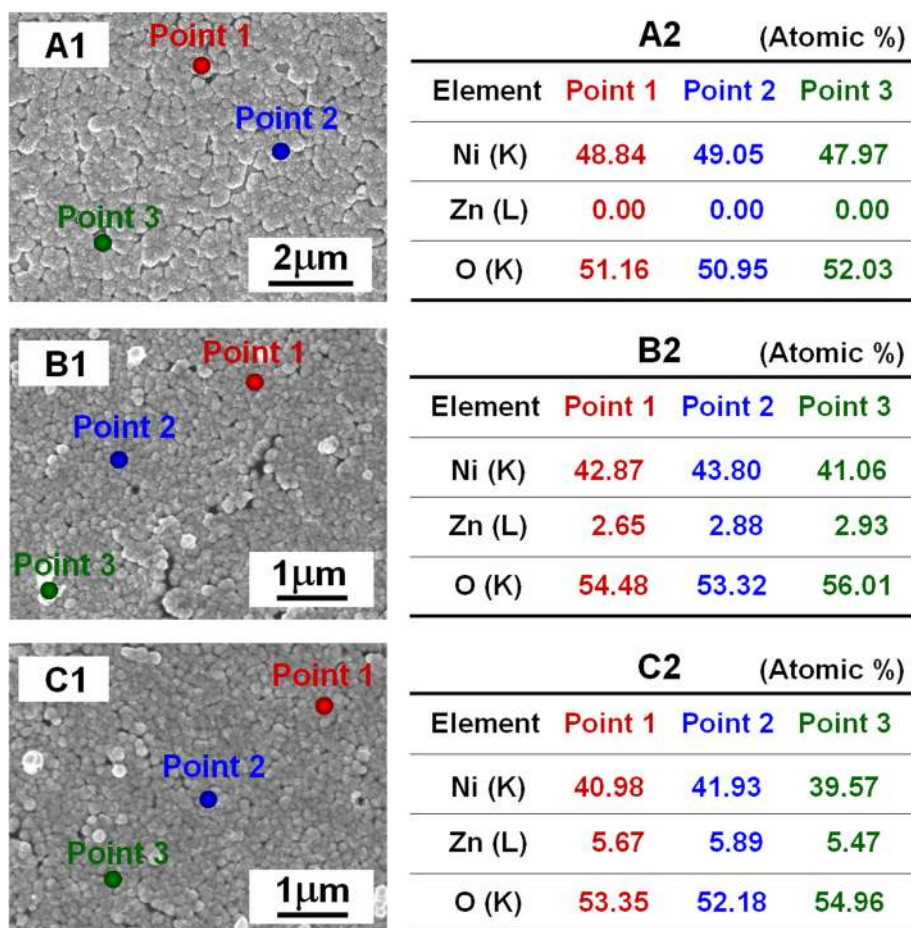 A1
Point 1
Point 2
Point 3
2μm
A2 (Atomic %)
Element Point 1 Point 2 Point 3
Ni (K) 48.84 49.05 47.97
Zn (L) 0.00 0.00 0.00
O (K) 51.16 50.95 52.03
B1
Point 1
Point 2
Point 3
1μm
B2 (Atomic %)
Element Point 1 Point 2 Point 3
Ni (K) 42.87 43.80 41.06
Zn (L) 2.65 2.88 2.93
O (K) 54.48 53.32 56.01
C1
Point 1
Point 2
Point 3
1μm
C2 (Atomic %)
Element Point 1 Point 2 Point 3
Ni (K) 40.98 41.93 39.57
Zn (L) 5.67 5.89 5.47
O (K) 53.35 52.18 54.96